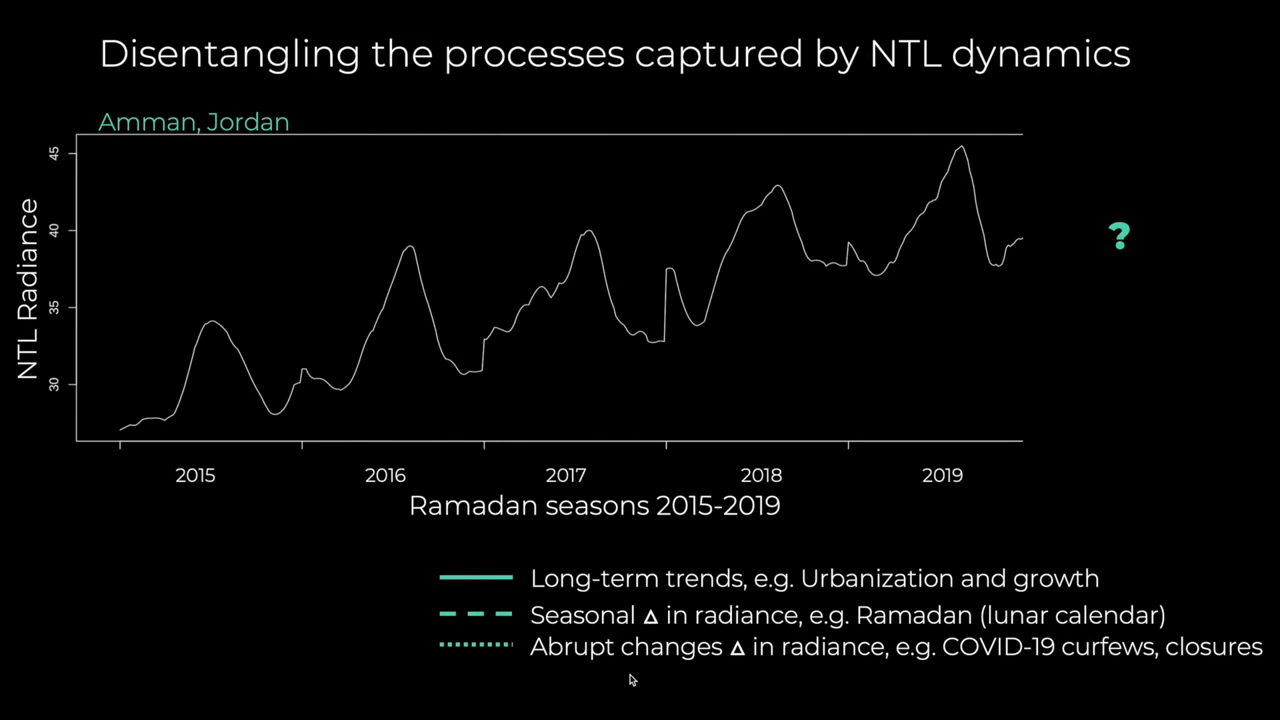 Disentangling the processes captured by NTL dynamics
Amman, Jordan
NTL Radiance
45
40
35
30
?
2015 2016 2017 2018 2019
Ramadan seasons 2015-2019
Long-term trends, e.g. Urbanization and growth
Seasonal Δ in radiance, e.g. Ramadan (lunar calendar)
Abrupt changes Δ in radiance, e.g. COVID-19 curfews, closures